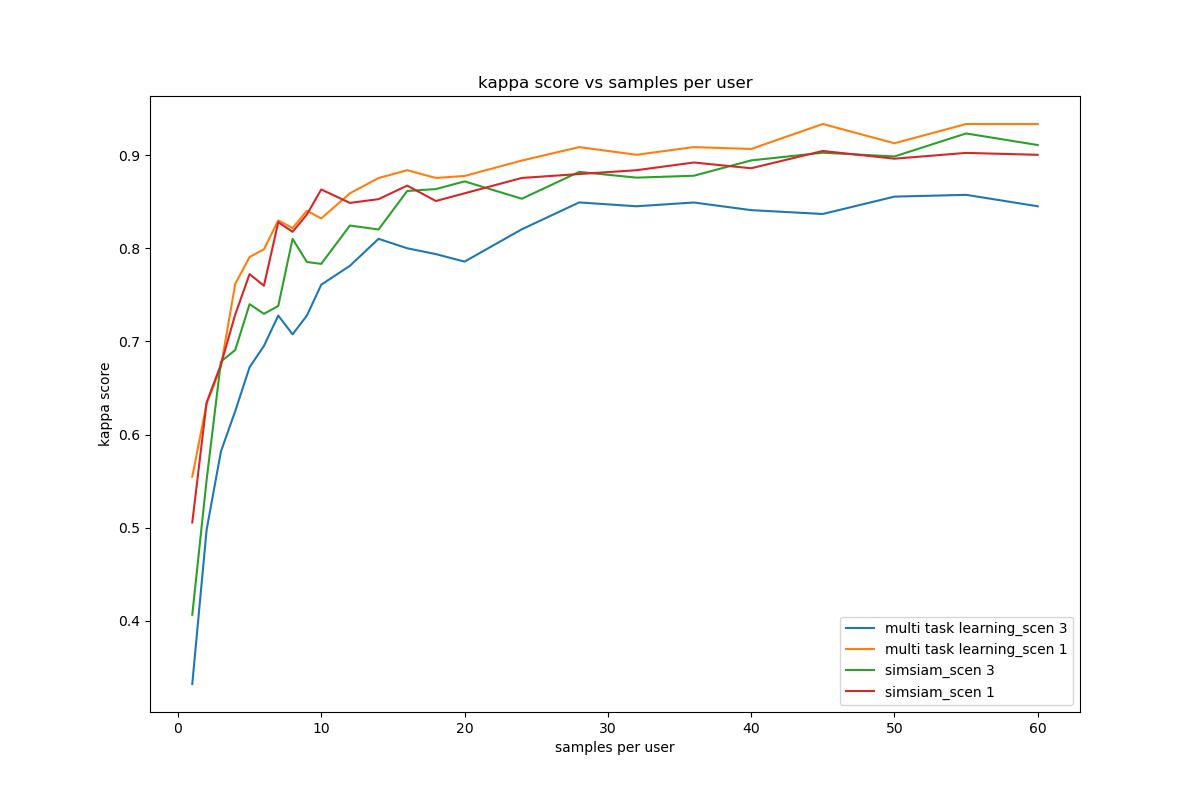 kappa score vs samples per user
kappa score
0.9
0.8
0.7
0.6
0.5
0.4
0
10
20
30
40
50
60
samples per user
multi task learning_scen 3
multi task learning_scen 1
simsiam_scen 3
simsiam_scen 1